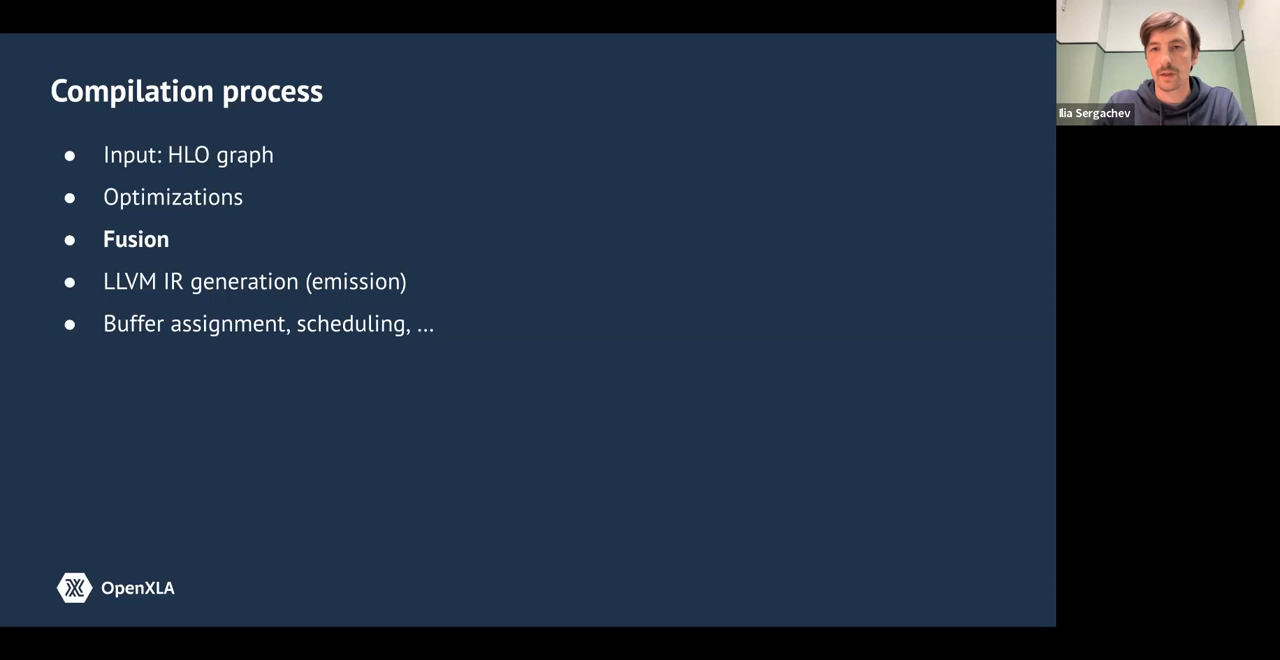 Compilation process
● Input: HLO graph
● Optimizations
● Fusion
● LLVM IR generation (emission)
● Buffer assignment, scheduling, ...
OpenXLA
Ilia Sergachev